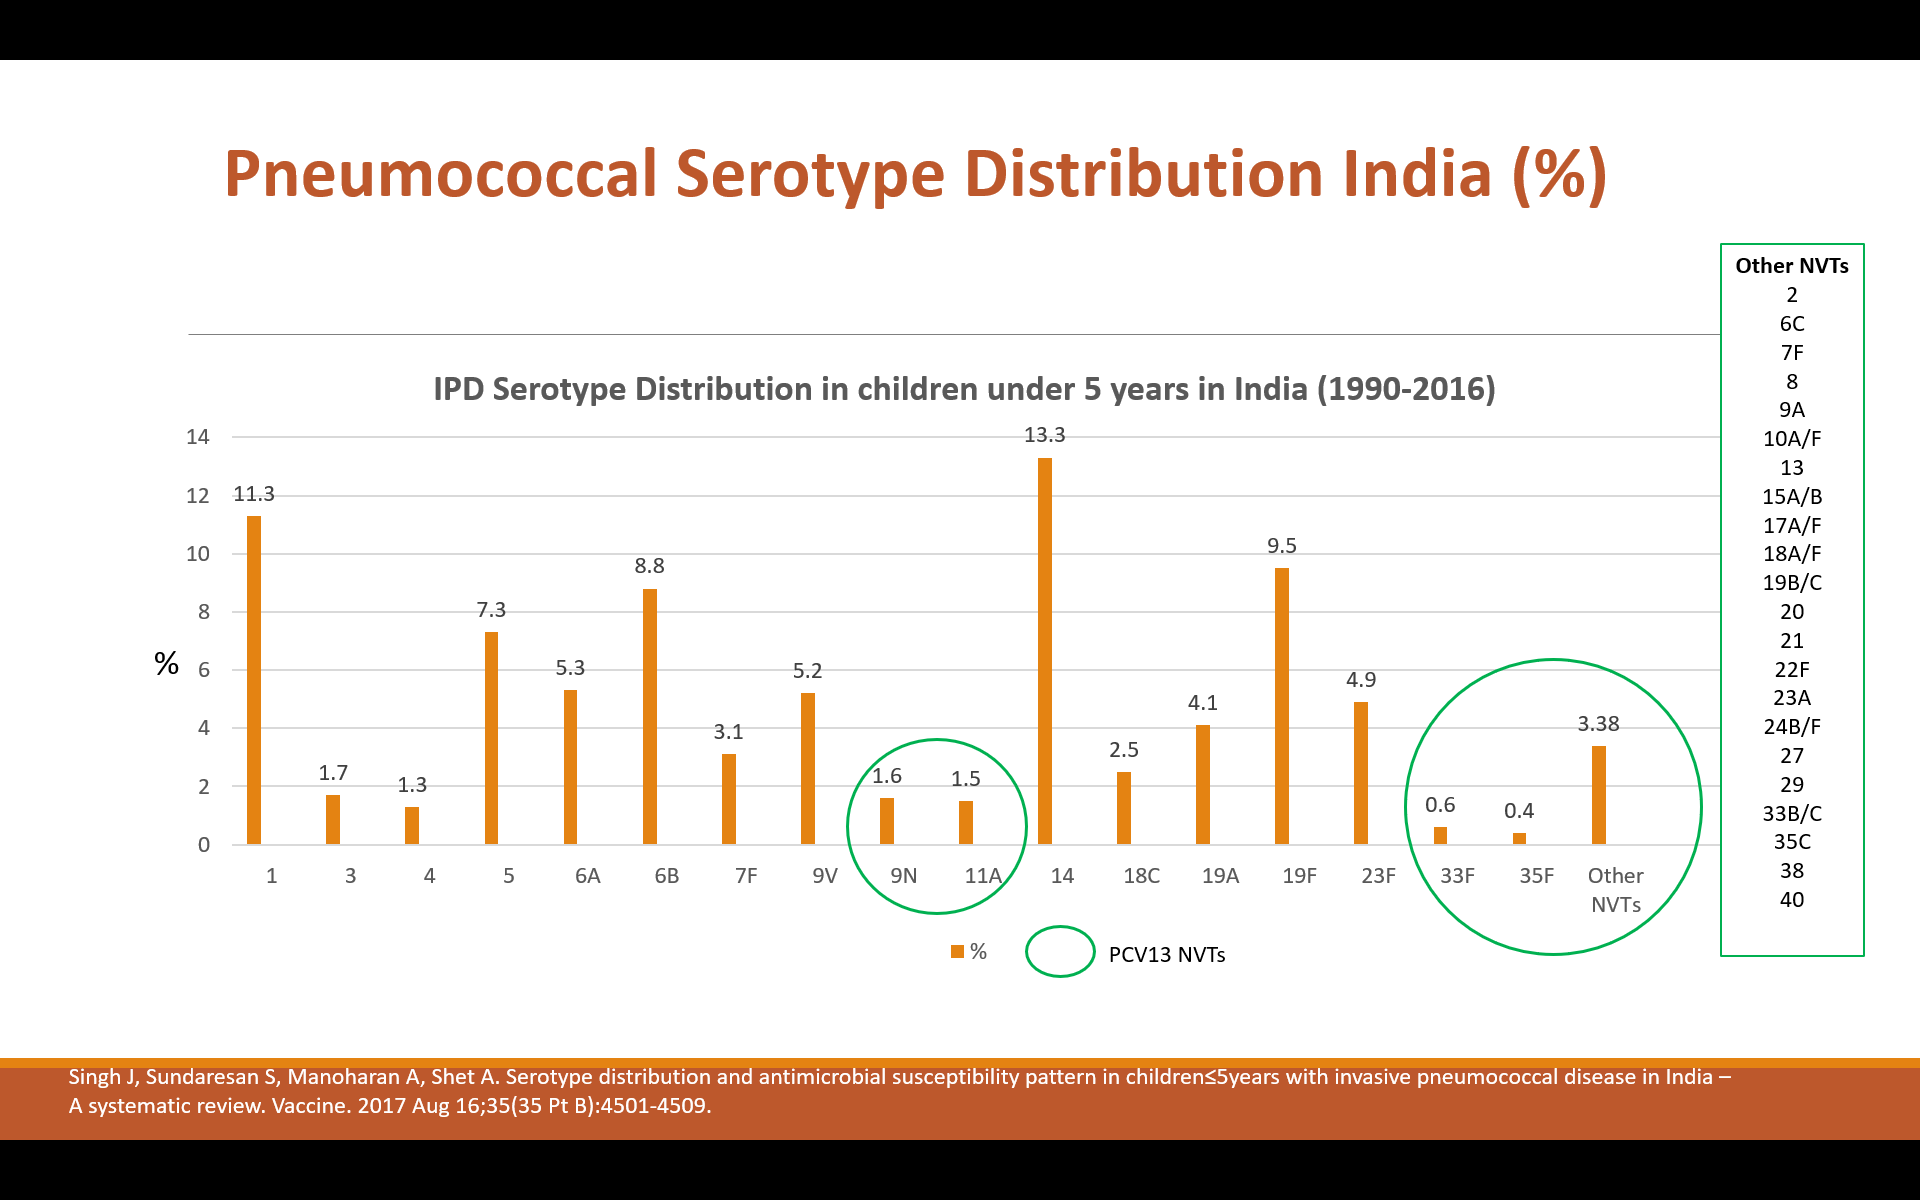 Pneumococcal Serotype Distribution India (%)
IPD Serotype Distribution in children under 5 years in India (1990-2016)
%
14
12
10
8
6
4
2
0
11.3
1.7
1.3
7.3
5.3
8.8
3.1
5.2
1.6
1.5
13.3
2.5
4.1
9.5
4.9
0.6
0.4
3.38
1
3
4
5
6A
6B
7F
9V
9N
11A
14
18C
19A
19F
23F
33F
35F
Other
NVTs
%
PCV13 NVTs
Other NVTs
2
6C
7F
8
9A
10A/F
13
15A/B
17A/F
18A/F
19B/C
20
21
22F
23A
24B/F
27
29
33B/C
35C
38
40
Singh J, Sundaresan S, Manoharan A, Shet A. Serotype distribution and antimicrobial susceptibility pattern in children≤5years with invasive pneumococcal disease in India –
A systematic review. Vaccine. 2017 Aug 16;35(35 Pt B):4501-4509.